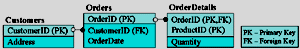 Customers
CustomerID (PK)
Address
Orders
OrderID (PK)
CustomerID (FK)
OrderDate
OrderDetails
OrderID (PK,FK)
ProductID (PK)
Quantity
PK - Primary Key
FK - Foreign Key